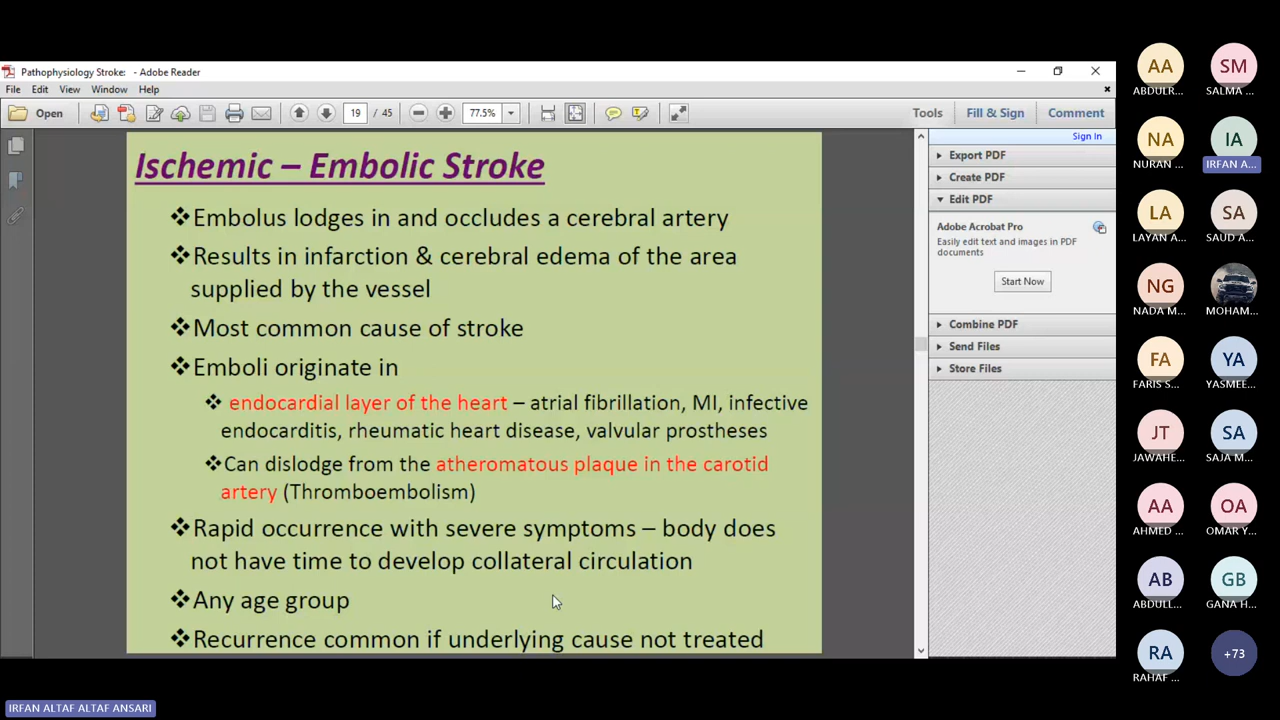 Pathophysiology Stroke: - Adobe Reader
File Edit View Window Help
Open
19 / 45
77.5%
Tools
Fill & Sign
Comment
Sign In
Ischemic – Embolic Stroke
❖Embolus lodges in and occludes a cerebral artery
❖Results in infarction & cerebral edema of the area
supplied by the vessel
❖Most common cause of stroke
❖Emboli originate in
❖ endocardial layer of the heart – atrial fibrillation, MI, infective
endocarditis, rheumatic heart disease, valvular prostheses
❖Can dislodge from the atheromatous plaque in the carotid
artery (Thromboembolism)
❖Rapid occurrence with severe symptoms – body does
not have time to develop collateral circulation
❖Any age group
❖Recurrence common if underlying cause not treated
Export PDF
Create PDF
Edit PDF
Adobe Acrobat Pro
Easily edit text and images in PDF
documents
Start Now
Combine PDF
Send Files
Store Files
AA
ABDULR...
SM
SALMA ...
NA
NURAN ...
IA
IRFAN A...
LA
LAYAN A...
SA
SAUD A...
NG
NADA M...
MOHAM...
FA
FARIS S...
YA
YASMEE...
JT
JAWAHE...
SA
SAJA M...
AA
AHMED ...
OA
OMAR Y...
AB
ABDULL...
GB
GANA H...
RA
RAHAF ...
+73
IRFAN ALTAF ALTAF ANSARI